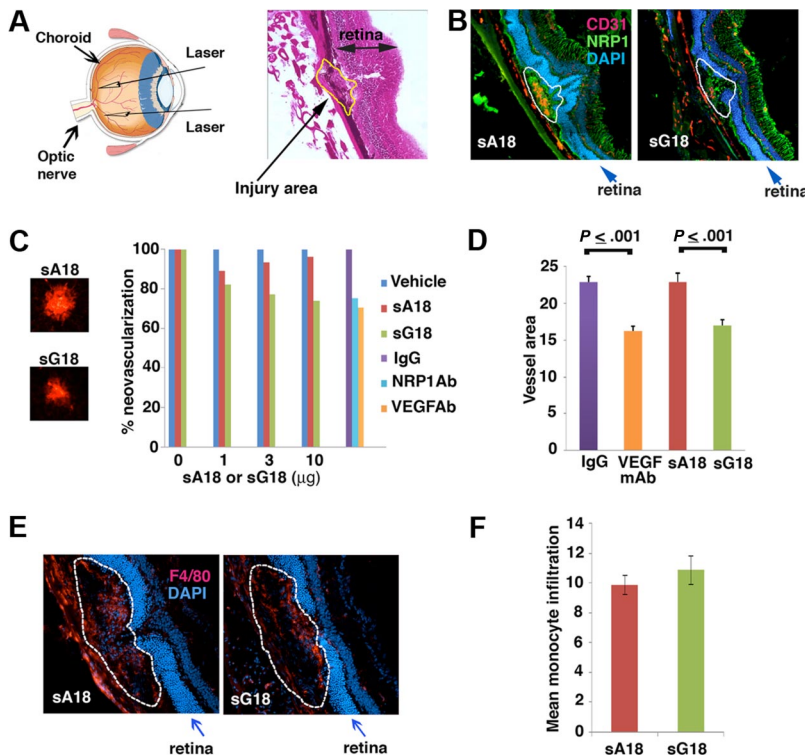 A
Choroid
Laser
Laser
Optic
nerve
retina
Injury area
B
CD31
NRP1
DAPI
sA18
sG18
retina
retina
C
sA18
sG18
% neovascularization
100
80
60
40
20
0
0 1 3 10
sA18 or sG18 (µg)
Vehicle
sA18
sG18
IgG
NRP1Ab
VEGFAb
D
P ≤ .001 P ≤ .001
Vessel area
25
20
15
10
5
0
IgG VEGF sA18 sG18
mAb
E
F4/80
DAPI
sA18
sG18
retina
retina
F
Mean monocyte infiltration
14
12
10
8
6
4
2
0
sA18 sG18